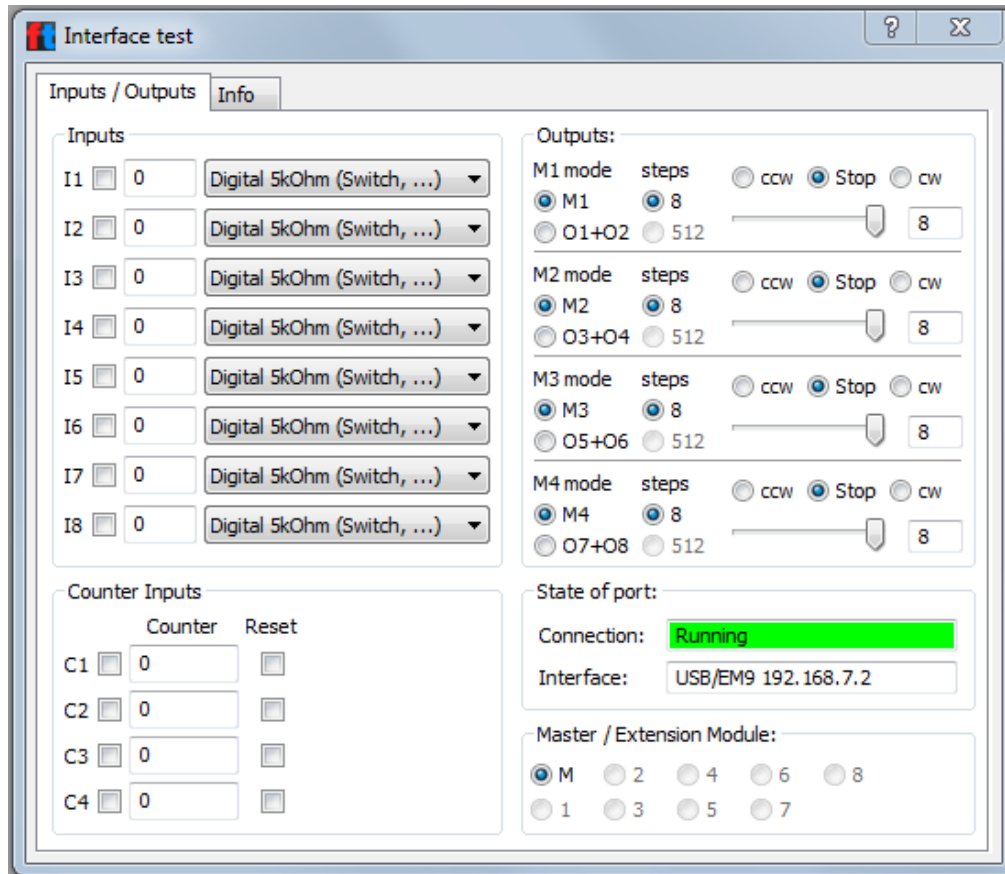 Interface test
Inputs / Outputs Info
Inputs
I1 0 Digital 5kOhm (Switch, ...)
I2 0 Digital 5kOhm (Switch, ...)
I3 0 Digital 5kOhm (Switch, ...)
I4 0 Digital 5kOhm (Switch, ...)
I5 0 Digital 5kOhm (Switch, ...)
I6 0 Digital 5kOhm (Switch, ...)
I7 0 Digital 5kOhm (Switch, ...)
I8 0 Digital 5kOhm (Switch, ...)
Counter Inputs
Counter Reset
C1 0
C2 0
C3 0
C4 0
Outputs:
M1 mode steps ccw Stop cw
M1 8
O1+O2 512 8
M2 mode steps ccw Stop cw
M2 8
O3+O4 512 8
M3 mode steps ccw Stop cw
M3 8
O5+O6 512 8
M4 mode steps ccw Stop cw
M4 8
O7+O8 512 8
State of port:
Connection: Running
Interface: USB/EM9 192.168.7.2
Master / Extension Module:
M 2 4 6 8
1 3 5 7